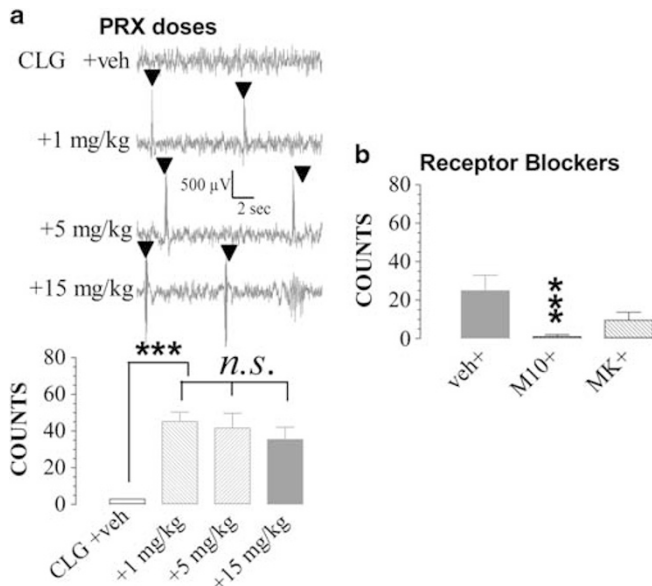 a
PRX doses
CLG +veh
+1 mg/kg
500 µV
2 sec
+5 mg/kg
+15 mg/kg
COUNTS
80
60
40
20
0
***
n.s.
CLG +veh
+1 mg/kg
+5 mg/kg
+15 mg/kg
b
Receptor Blockers
COUNTS
80
60
40
20
0
***
veh+
M10+
MK+